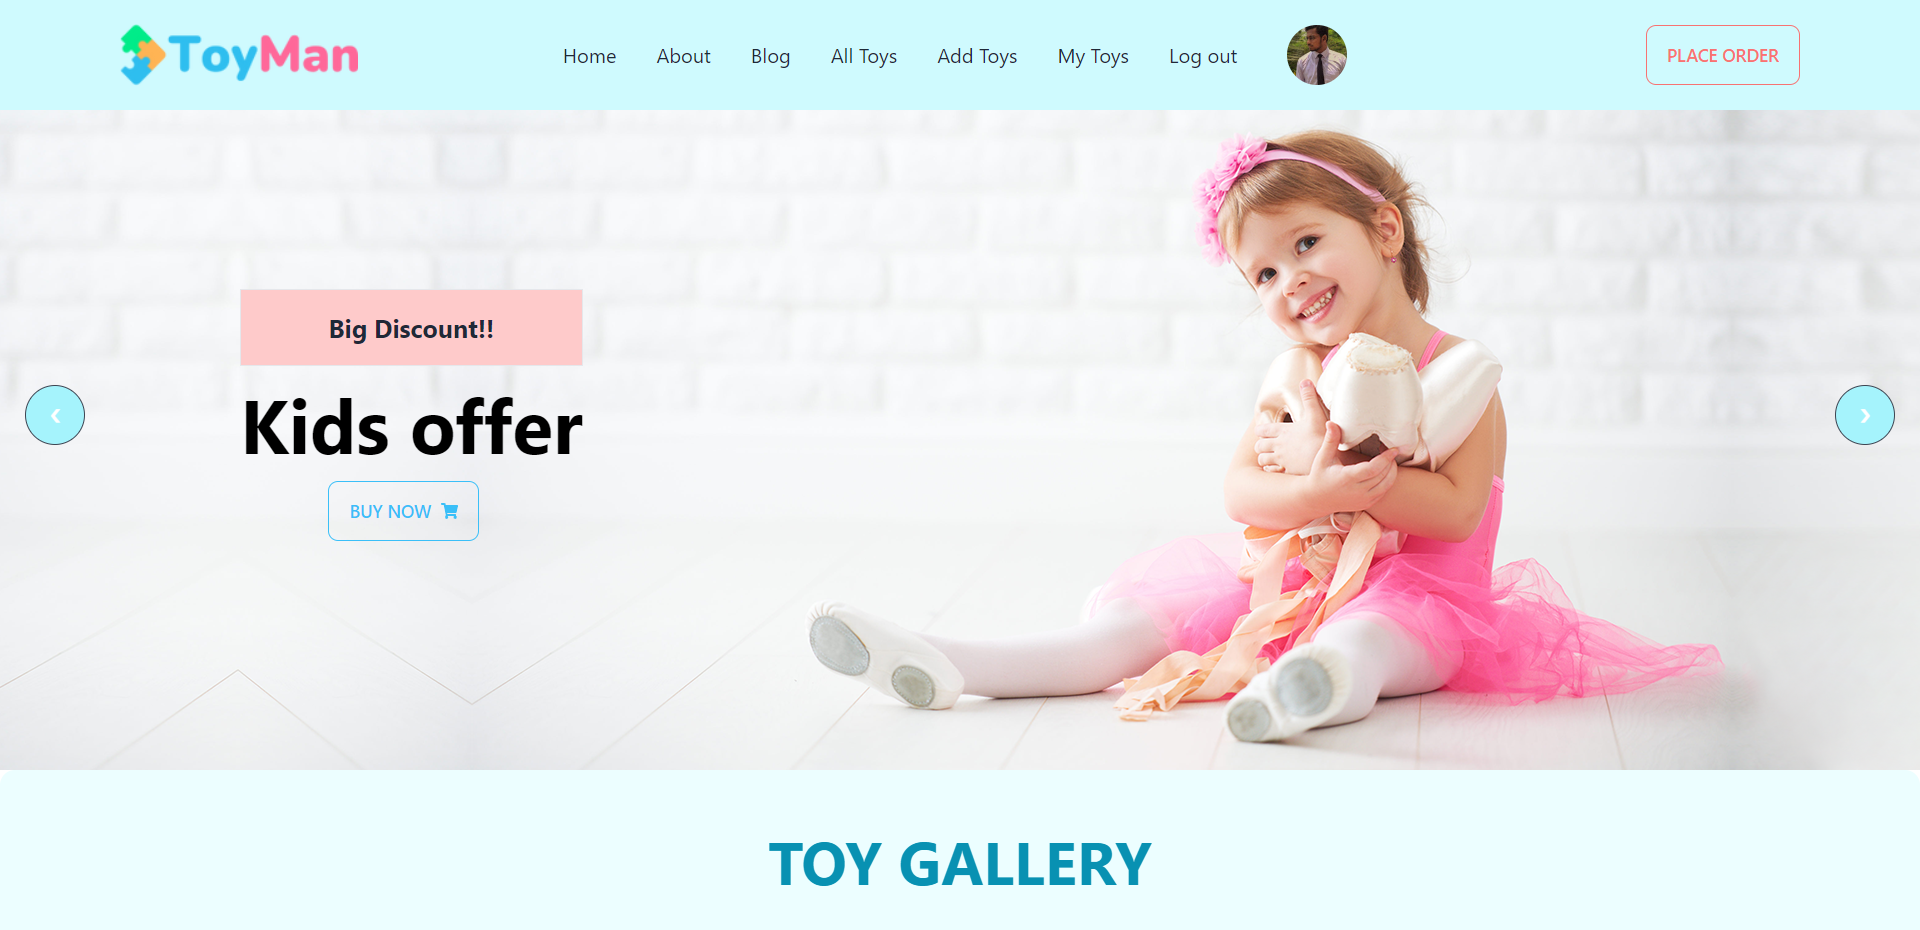 ToyMan
Home About Blog All Toys Add Toys My Toys Log out
PLACE ORDER
Big Discount!!
Kids offer
BUY NOW
TOY GALLERY